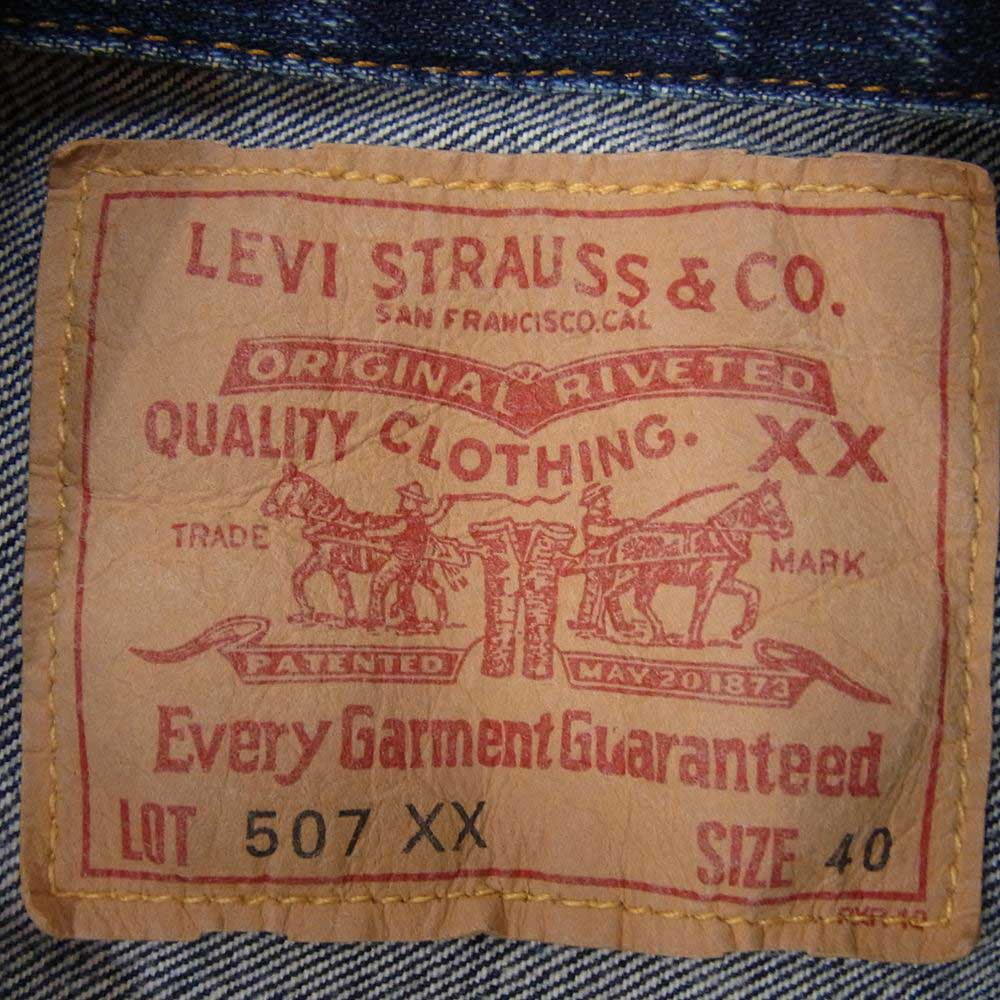 LEVI STRAUSS & CO.
SAN FRANCISCO.CAL
ORIGINAL RIVETED
QUALITY CLOTHING. XX
TRADE MARK
PATENTED MAY 20 1873
Every Garment Guaranteed
LOT 507 XX SIZE 40